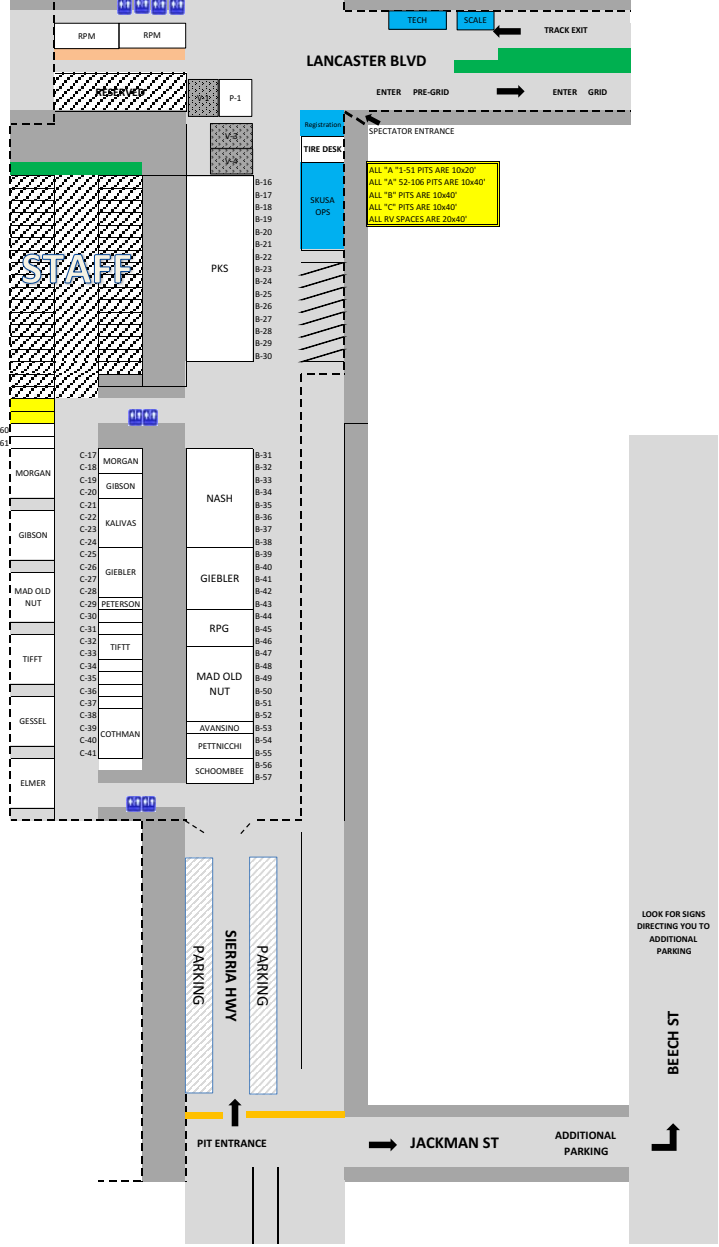 TECH
SCALE
TRACK EXIT
RPM
RPM
LANCASTER BLVD
RESERVED
V-1
P-1
ENTER PRE-GRID
ENTER GRID
Registration
SPECTATOR ENTRANCE
V-3
TIRE DESK
V-4
ALL "A "1-51 PITS ARE 10x20'
ALL "A" 52-106 PITS ARE 10x40'
ALL "B" PITS ARE 10x40'
ALL "C" PITS ARE 10x40'
ALL RV SPACES ARE 20x40'
SKUSA
OPS
STAFF
PKS
B-16
B-17
B-18
B-19
B-20
B-21
B-22
B-23
B-24
B-25
B-26
B-27
B-28
B-29
B-30
60
61
MORGAN
GIBSON
MAD OLD
NUT
TIFFT
GESSEL
ELMER
C-17
C-18
C-19
C-20
C-21
C-22
C-23
C-24
C-25
C-26
C-27
C-28
C-29
C-30
C-31
C-32
C-33
C-34
C-35
C-36
C-37
C-38
C-39
C-40
C-41
MORGAN
GIBSON
KALIVAS
GIEBLER
PETERSON
TIFTT
COTHMAN
NASH
GIEBLER
RPG
MAD OLD
NUT
AVANSINO
PETTNICCHI
SCHOOMBEE
B-31
B-32
B-33
B-34
B-35
B-36
B-37
B-38
B-39
B-40
B-41
B-42
B-43
B-44
B-45
B-46
B-47
B-48
B-49
B-50
B-51
B-52
B-53
B-54
B-55
B-56
B-57
PARKING
SIERRIA HWY
PARKING
LOOK FOR SIGNS
DIRECTING YOU TO
ADDITIONAL
PARKING
BEECH ST
PIT ENTRANCE
JACKMAN ST
ADDITIONAL
PARKING